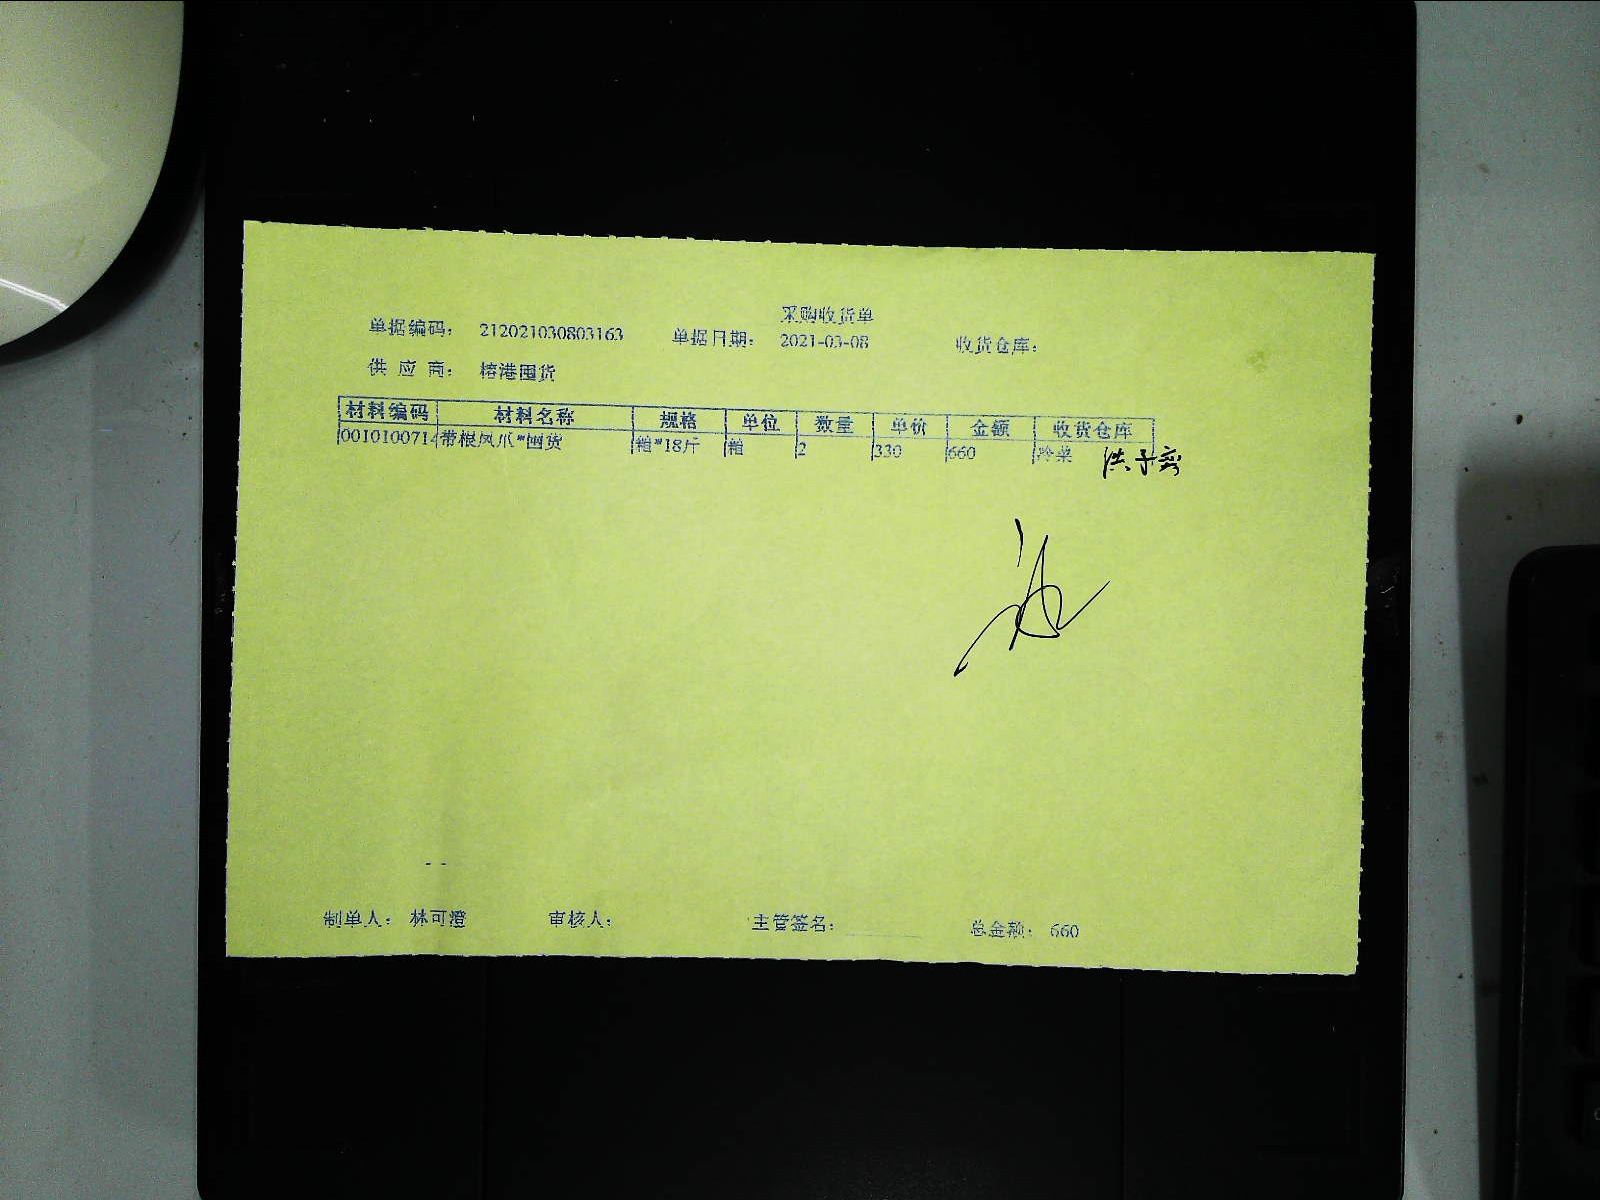 采购收货单
单据编码： 212021030803163 单据日期： 2021-03-08 收货仓库：
供 应 商： 榕港囤货
材料编码 材料名称 规格 单位 数量 单价 金额 收货仓库
0010100714 带根凤爪*囤货 箱*18斤 箱 2 330 660 冷菜
制单人： 林可澄 审核人： 主管签名： 总金额： 660